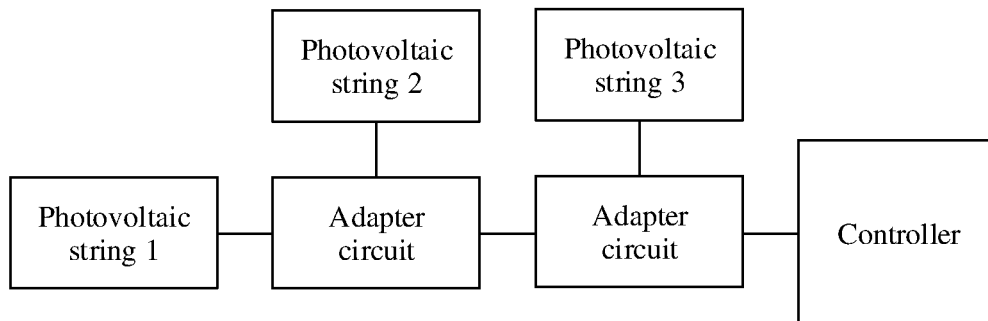 Photovoltaic
string 2
Photovoltaic
string 3
Photovoltaic
string 1
Adapter
circuit
Adapter
circuit
Controller